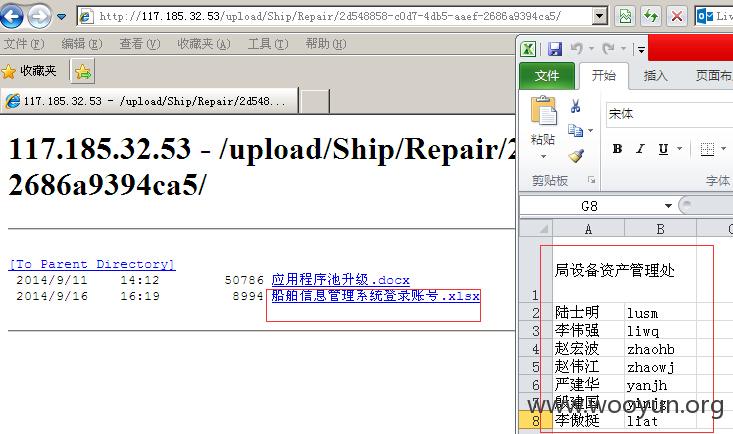 http://117.185.32.53/upload/Ship/Repair/2d548858-c0d7-4db5-aaef-2686a9394ca5/
Liv
文件(F) 编辑(E) 查看(V) 收藏夹(A) 工具(T) 帮助(H)
收藏夹
117.185.32.53 - /upload/Ship/Repair/2d548...
117.185.32.53 - /upload/Ship/Repair/2
2686a9394ca5/
[To Parent Directory]
2014/9/11 14:12 50786 应用程序池升级.docx
2014/9/16 16:19 8994 船舶信息管理系统登录账号.xlsx
文件 开始 插入 页面布
宋体
粘贴
B I U
剪贴板 字体
G8
A B
1 局设备资产管理处
2 陆士明 lusm
3 李伟强 liwq
4 赵宏波 zhaohb
5 赵伟江 zhaowj
6 严建华 yanjh
7
8 李傲挺 liat
www.wooyun.org